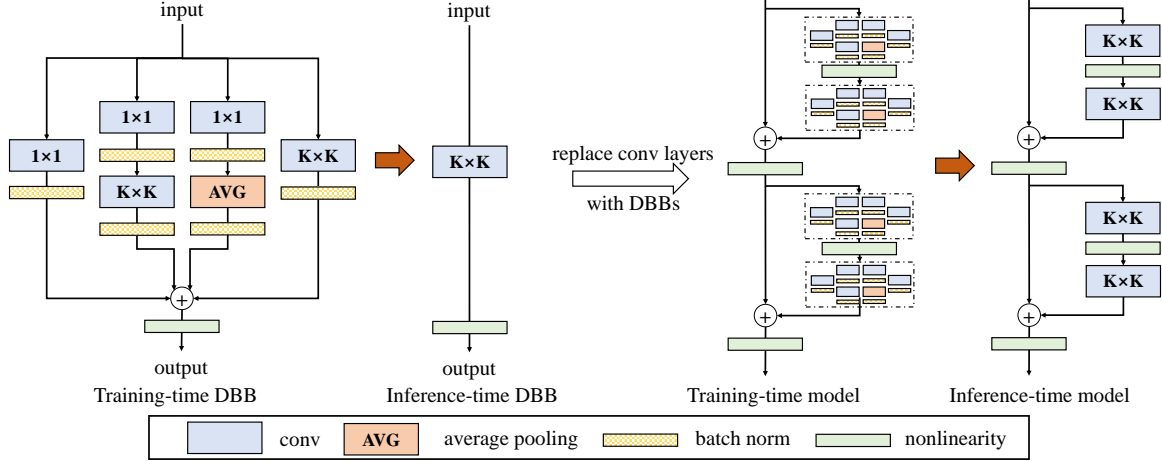 input
input
1×1
1×1
1×1
K×K
K×K
AVG
K×K
output
output
Training-time DBB
Inference-time DBB
replace conv layers
with DBBs
K×K
K×K
K×K
K×K
Training-time model
Inference-time model
conv
AVG
average pooling
batch norm
nonlinearity